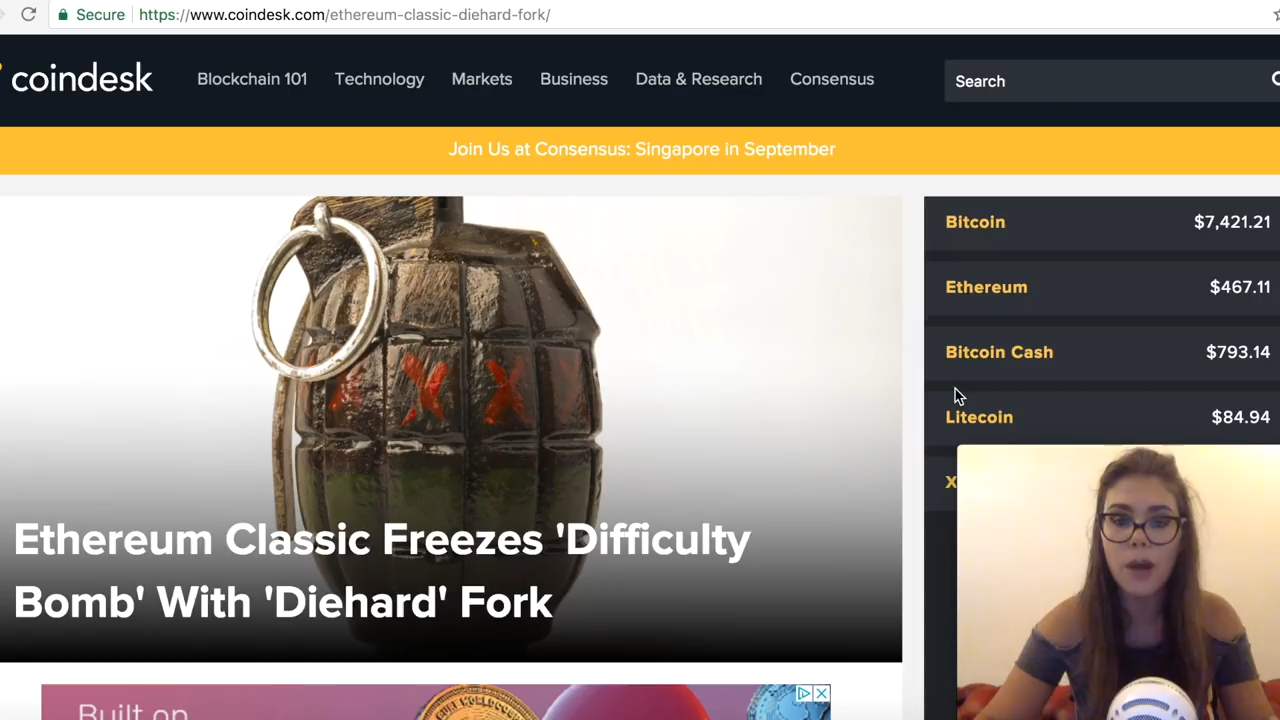 Secure https://www.coindesk.com/ethereum-classic-diehard-fork/
coindesk Blockchain 101 Technology Markets Business Data & Research Consensus Search
Join Us at Consensus: Singapore in September
Bitcoin $7,421.21
Ethereum $467.11
Bitcoin Cash $793.14
Litecoin $84.94
X
XXX
Ethereum Classic Freezes 'Difficulty
Bomb' With 'Diehard' Fork
Built on